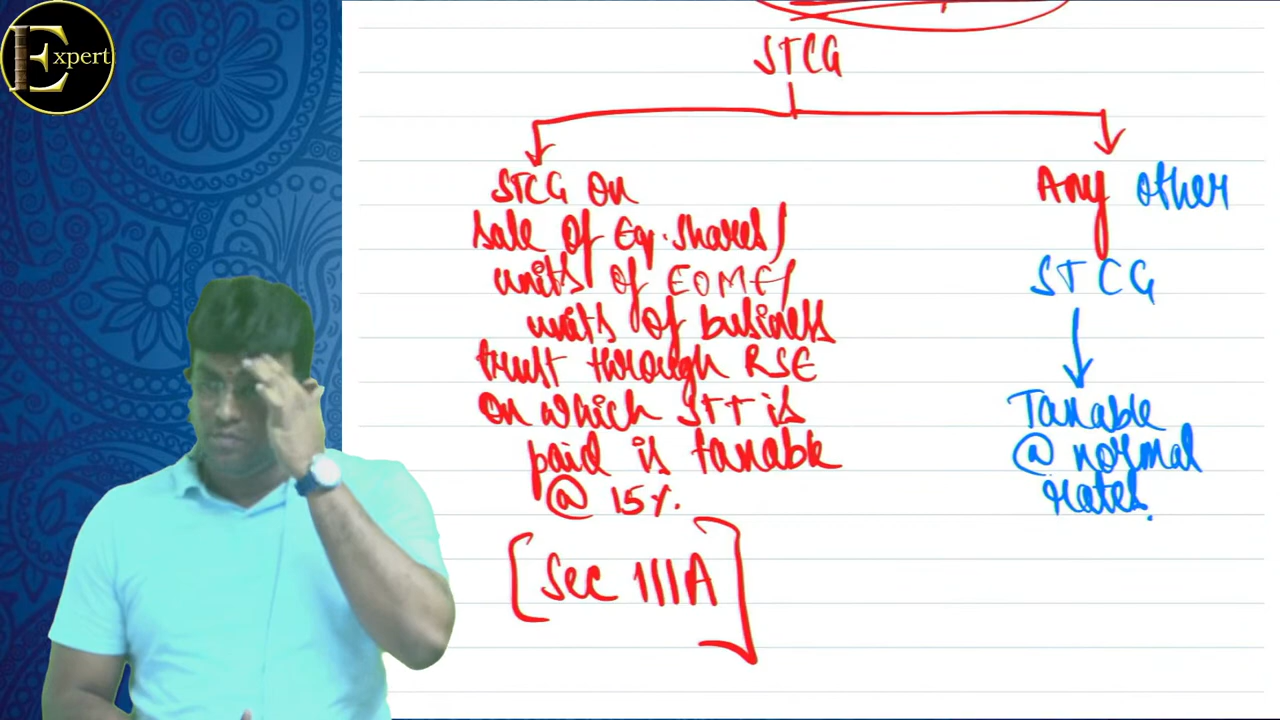 Expert
STCG
STCG on
sale of Eq. shares/
units of EOMF/
units of business
trust through RSE
on which STT is
paid is taxable
@ 15%.
[Sec 111A]
Any other
STCG
Taxable
@ normal
rates.